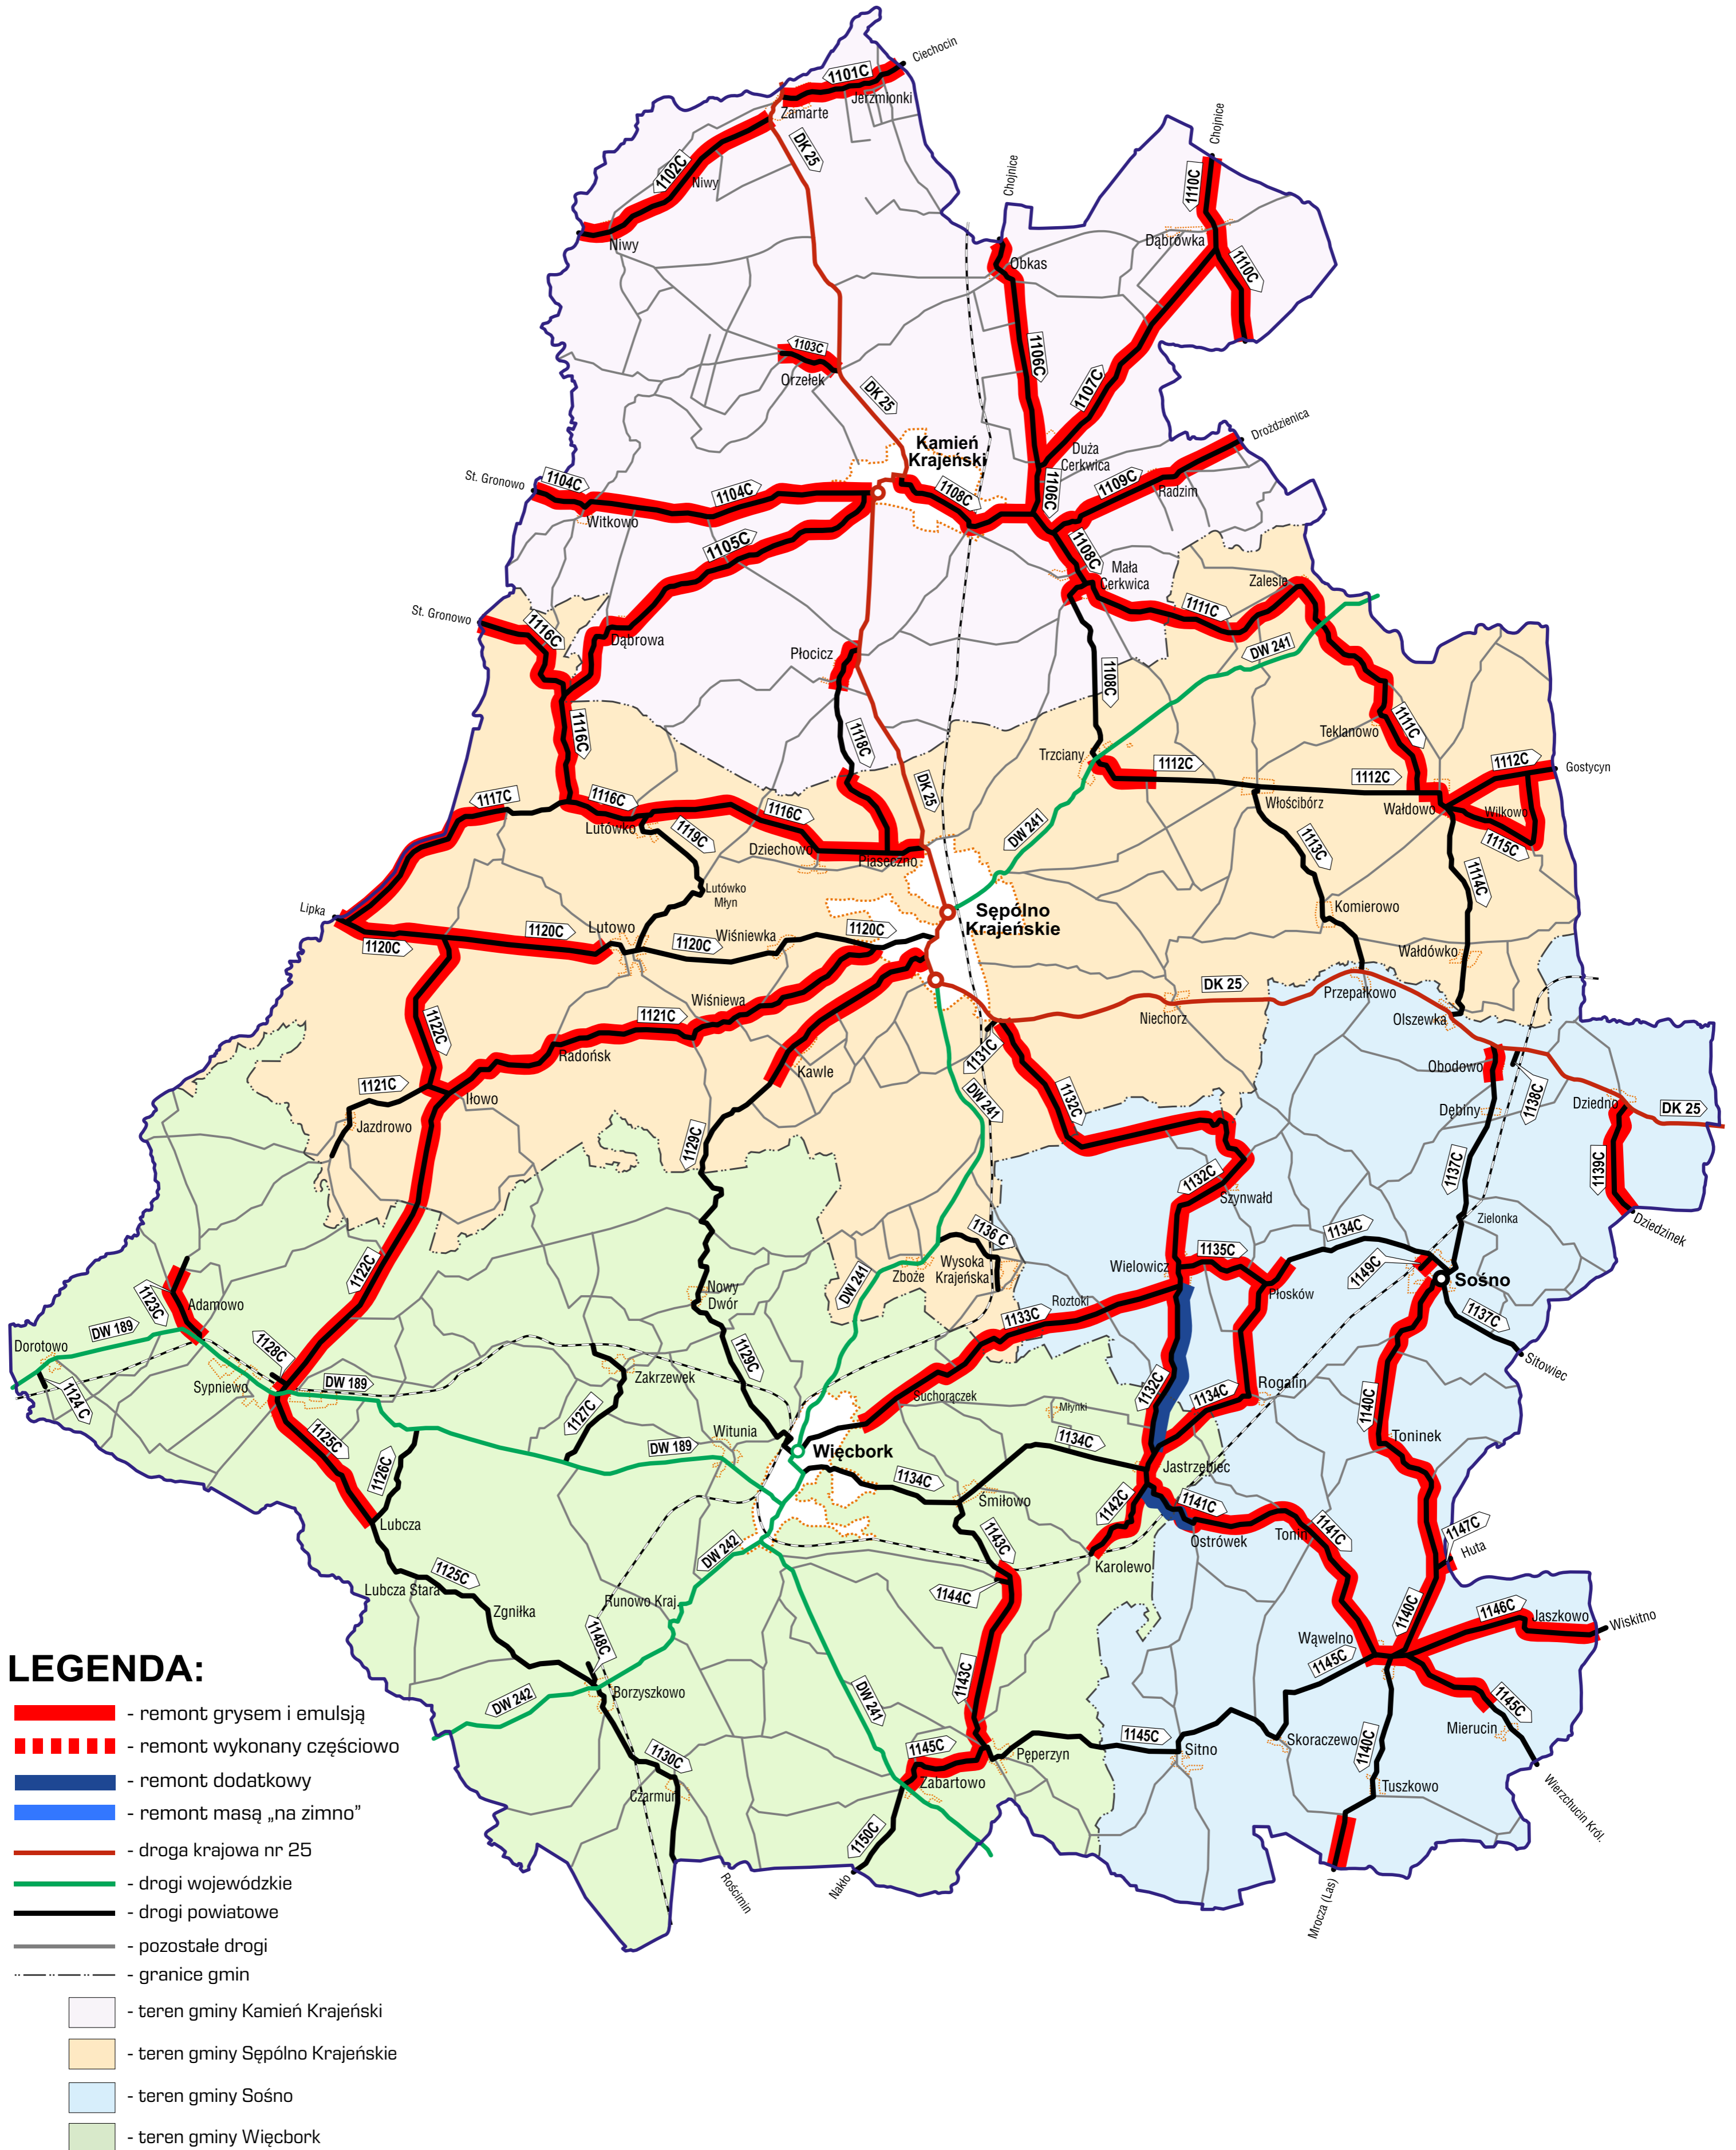 Ciechocin
1101C
Jerzmionki
Zamarte
DK 25
Chojnice
1102C
Niwy
Chojnice
1110C
Niwy
Dąbrówka
Obkas
1110C
1103C
1106C
Orzełek
DK 25
1107C
Drożdzienica
Kamień
Krajeński
Duża
Cerkwica
St. Gronowo
1104C
1104C
1108C
1106C
1109C
Radzim
Witkowo
1105C
1108C
Mała
Cerkwica
Zalesie
St. Gronowo
1116C
1111C
Dąbrowa
DW 241
Płocicz
1108C
1116C
1118C
Teklanowo
1111C
Trzciany
1112C
1112C
1112C
Gostycyn
DK 25
1117C
1116C
1116C
Włościbórz
Wałdowo
Wilkowo
Lutówko
1119C
DW 241
Dziechowo
Piaseczno
1113C
1115C
1114C
Lutówko
Młyn
Lipka
Sępólno
Krajeńskie
Komierowo
1120C
1120C
Lutowo
1120C
Wiśniewka
1120C
Wałdówko
DK 25
Przepałkowo
Wiśniewa
1121C
Niechorz
Olszewka
1122C
Radońsk
1131C
Kawle
Obodowo
1138C
1121C
Iłowo
DW 241
1132C
Dębiny
Dziedno
DK 25
Jazdrowo
1129C
1137C
1139C
1132C
Szynwałd
Dziedzinek
1136 C
1134C
Zielonka
1122C
Zboże
Wysoka
Krajeńska
Wielowicz
1135C
1149C
Sośno
DW 241
Nowy
Dwór
Roztoki
Płosków
1123C
Adamowo
1133C
1137C
DW 189
Dorotowo
Sitowiec
1128C
1129C
Sypniewo
DW 189
Zakrzewek
1132C
1134C
Rogalin
1124 C
Suchorączek
Młynki
1140C
1127C
1125C
DW 189
Witunia
Więcbork
1134C
Toninek
1126C
1134C
Jastrzębiec
Śmiłowo
1142C
1141C
Lubcza
1143C
Ostrówek
Tonin
1141C
1147C
Huta
DW 242
Karolewo
Lubcza Stara
1125C
1144C
Zgniłka
Runowo Kraj.
1140C
1146C
Jaszkowo
Wiskitno
1148C
Wąwelno
1145C
1143C
Borzyszkowo
DW 242
DW 241
1145C
Mierucin
1130C
1145C
Pęperzyn
1145C
Sitno
Skoraczewo
1140C
Zabartowo
Czarmuń
Tuszkowo
Wierzchucin Król.
1150C
Nakło
Rościmin
Mrocza (Las)
LEGENDA:
- remont grysem i emulsją
- remont wykonany częściowo
- remont dodatkowy
- remont masą „na zimno”
- droga krajowa nr 25
- drogi wojewódzkie
- drogi powiatowe
- pozostałe drogi
- granice gmin
- teren gminy Kamień Krajeński
- teren gminy Sępólno Krajeńskie
- teren gminy Sośno
- teren gminy Więcbork